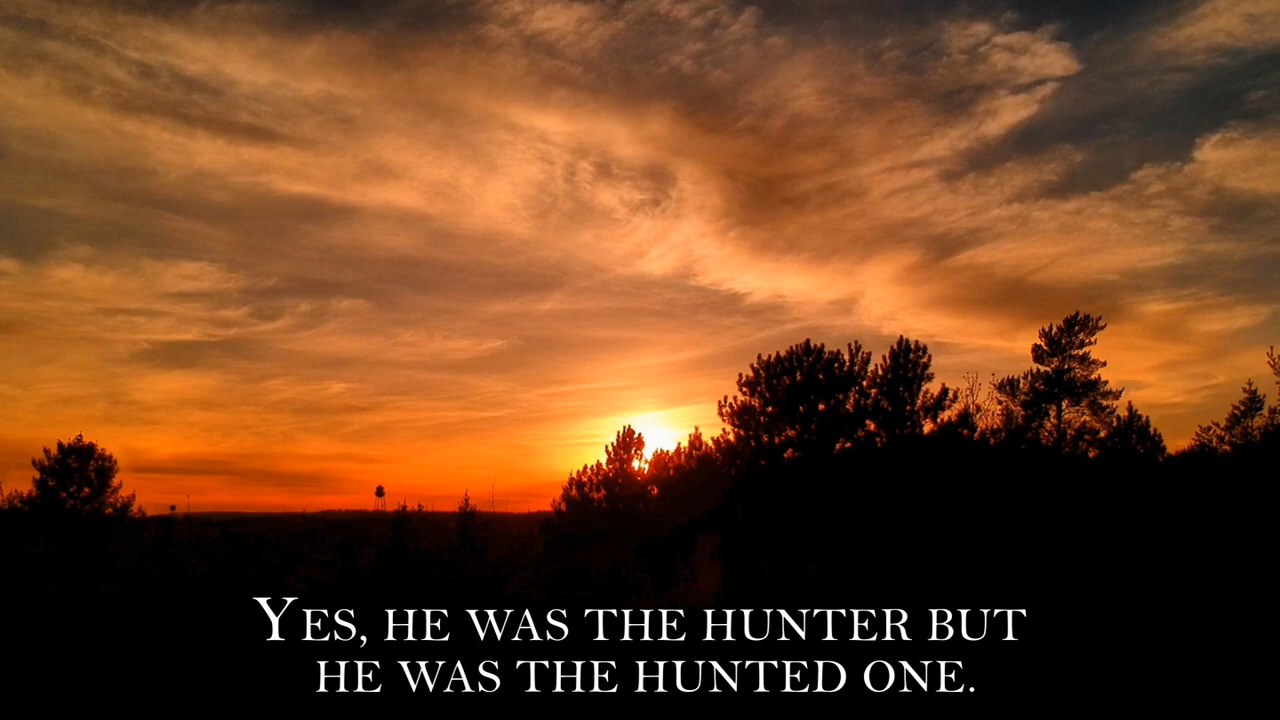 Yes, he was the hunter but
he was the hunted one.